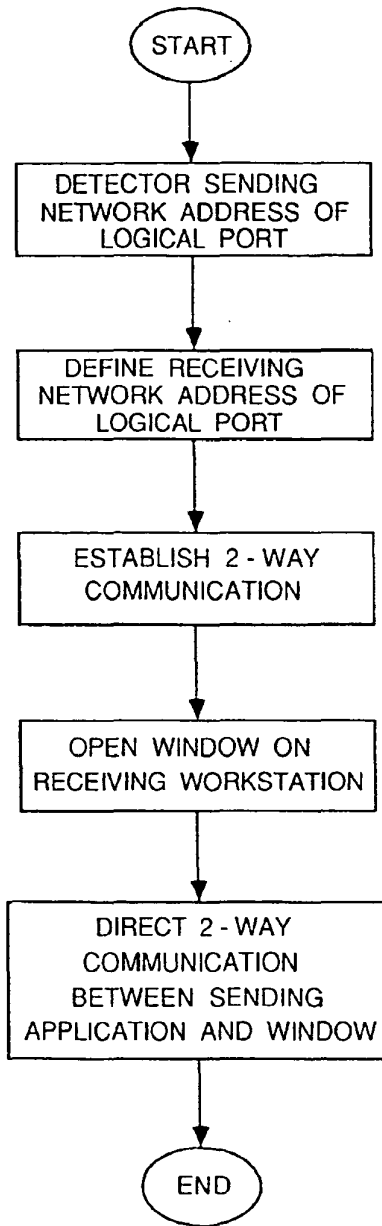 START
DETECTOR SENDING
NETWORK ADDRESS OF
LOGICAL PORT
DEFINE RECEIVING
NETWORK ADDRESS OF
LOGICAL PORT
ESTABLISH 2 - WAY
COMMUNICATION
OPEN WINDOW ON
RECEIVING WORKSTATION
DIRECT 2 - WAY
COMMUNICATION
BETWEEN SENDING
APPLICATION AND WINDOW
END